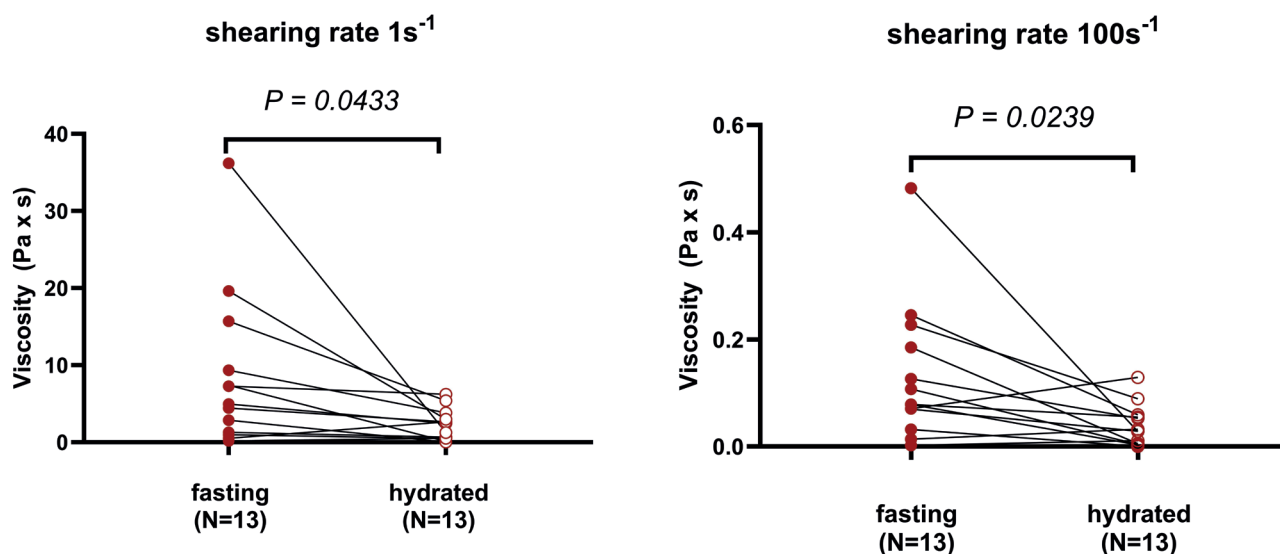 shearing rate 1s⁻¹
P = 0.0433
Viscosity (Pa x s)
40
30
20
10
0
fasting
(N=13)
hydrated
(N=13)
shearing rate 100s⁻¹
P = 0.0239
Viscosity (Pa x s)
0.6
0.4
0.2
0.0
fasting
(N=13)
hydrated
(N=13)